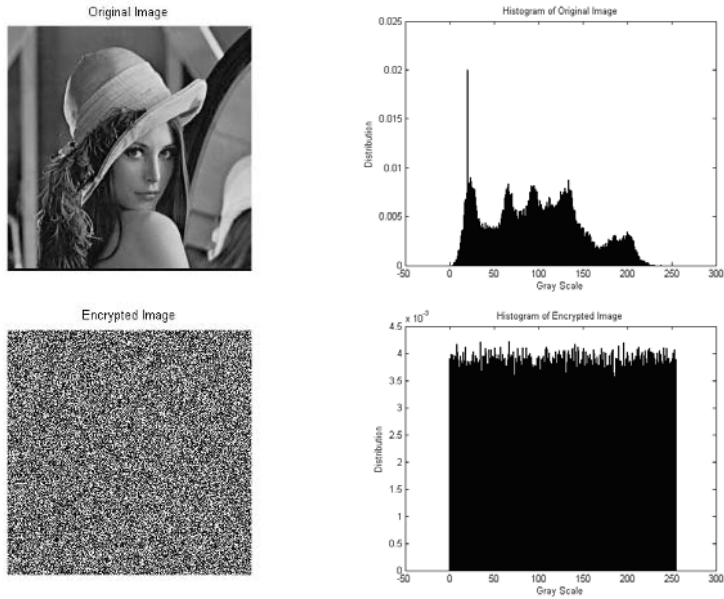 Original Image
Histogram of Original Image
0.025
0.02
0.015
0.01
0.005
0
Distribution
-50 0 50 100 150 200 250 300
Gray Scale
Encrypted Image
Histogram of Encrypted Image
x 10⁻³
4.5
4
3.5
3
2.5
2
1.5
1
0.5
0
Distribution
-50 0 50 100 150 200 250 300
Gray Scale